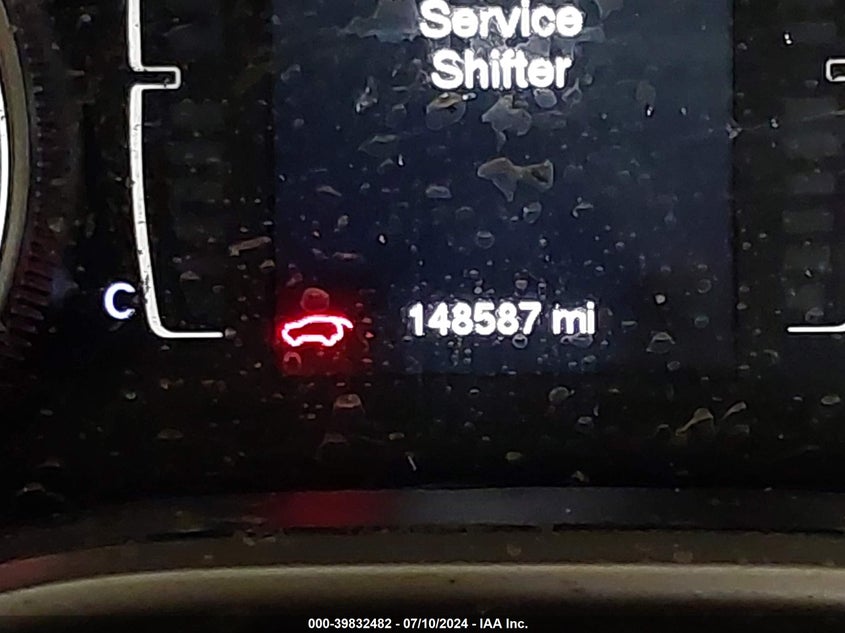 Service
Shifter
C
148587 mi
000-39832482 - 07/10/2024 - IAA Inc.